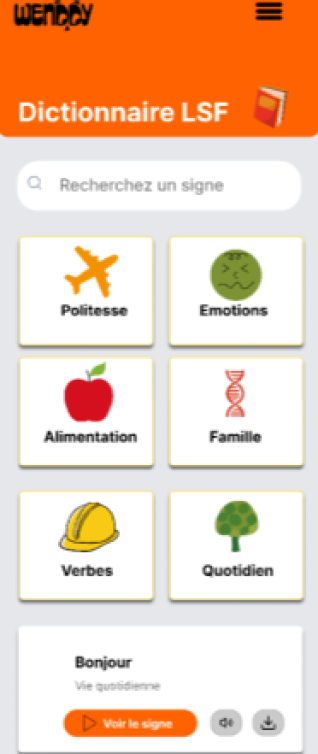 Dictionnaire LSF
Recherchez un signe
Politesse
Emotions
Alimentation
Famille
Verbes
Quotidien
Bonjour
Vie quotidienne
Voir le signe